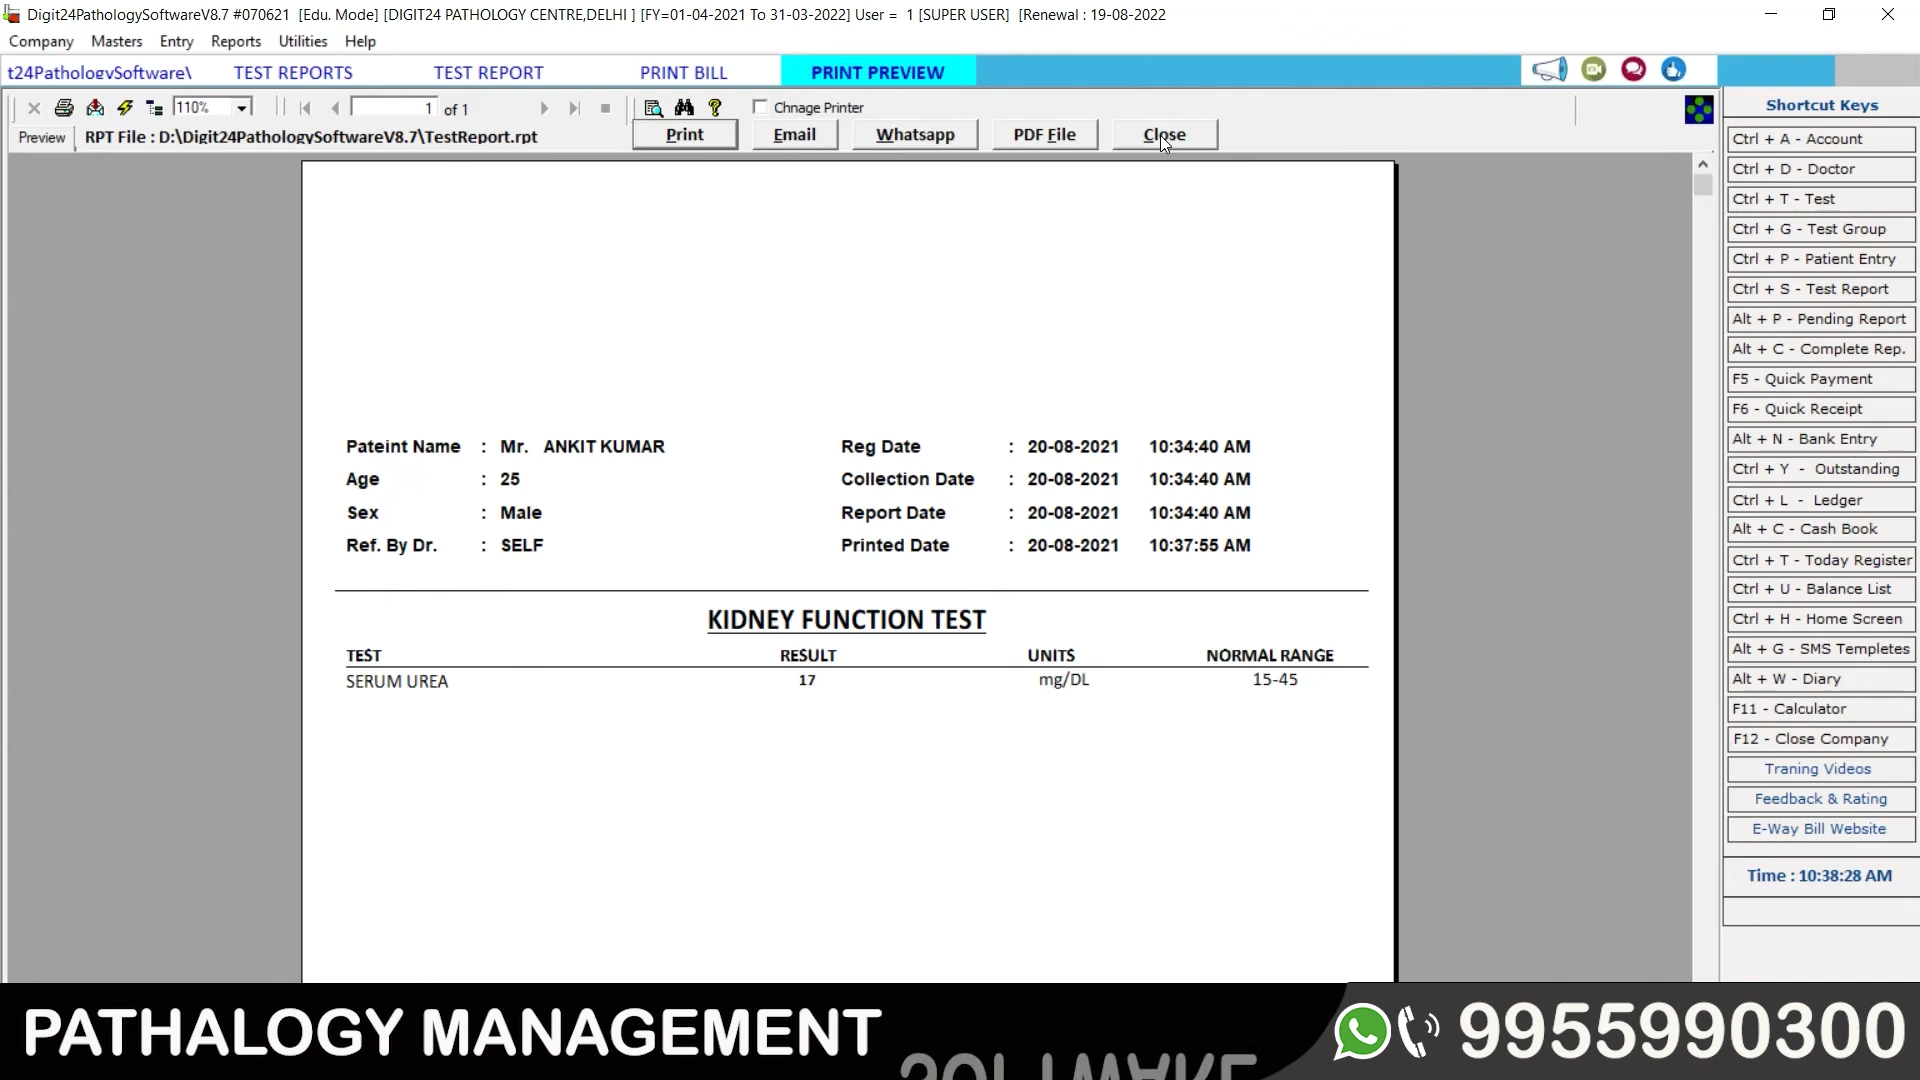 DigitalPathologySoftwareV8.7 #070621 [Edu. Mode] [DIGIT24 PATHOLOGY CENTRE,DELHI ] [FY=01-04-2021 To 31-03-2022] User = 1 [SUPER USER] [Renewal : 19-08-2022
Company Masters Entry Reports Utilities Help
t24PathologySoftware\ TEST REPORTS TEST REPORT PRINT BILL PRINT PREVIEW
110% 1 of 1 Chnage Printer
Preview RPT File : D:\Digit24PathologySoftwareV8.7\TestReport.rpt Print Email Whatsapp PDF File Close
Pateint Name : Mr. ANKIT KUMAR Reg Date : 20-08-2021 10:34:40 AM
Age : 25 Collection Date : 20-08-2021 10:34:40 AM
Sex : Male Report Date : 20-08-2021 10:34:40 AM
Ref. By Dr. : SELF Printed Date : 20-08-2021 10:37:55 AM
KIDNEY FUNCTION TEST
TEST RESULT UNITS NORMAL RANGE
SERUM UREA 17 mg/DL 15-45
Shortcut Keys
Ctrl + A - Account
Ctrl + D - Doctor
Ctrl + T - Test
Ctrl + G - Test Group
Ctrl + P - Patient Entry
Ctrl + S - Test Report
Alt + P - Pending Report
Alt + C - Complete Rep.
F5 - Quick Payment
F6 - Quick Receipt
Alt + N - Bank Entry
Ctrl + Y - Outstanding
Ctrl + L - Ledger
Alt + C - Cash Book
Ctrl + T - Today Register
Ctrl + U - Balance List
Ctrl + H - Home Screen
Alt + G - SMS Templetes
Alt + W - Diary
F11 - Calculator
F12 - Close Company
Traning Videos
Feedback & Rating
E-Way Bill Website
Time : 10:38:28 AM
PATHALOGY MANAGEMENT 9955990300